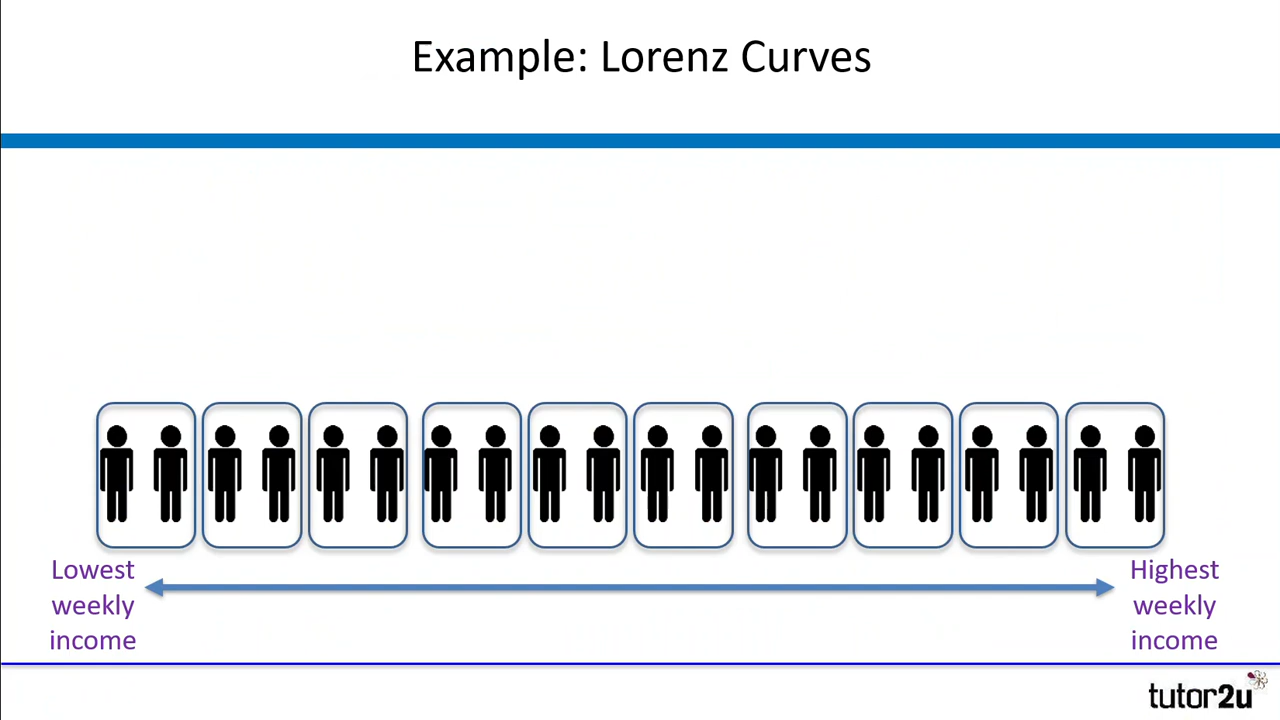 Example: Lorenz Curves
Lowest
weekly
income
Highest
weekly
income
tutor2u